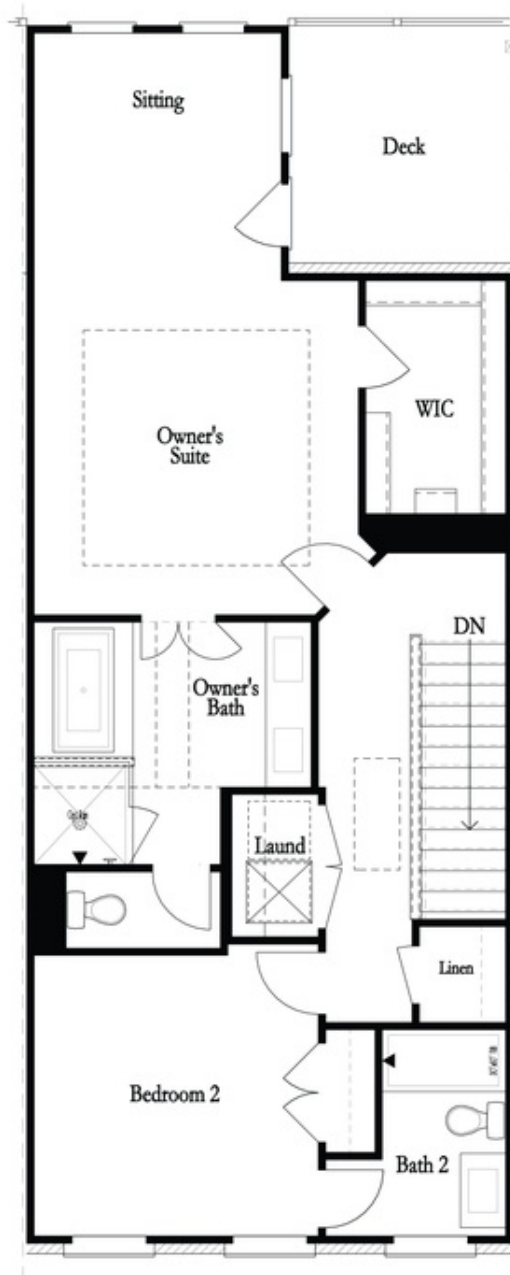 Sitting
Deck
WIC
Owner's
Suite
DN
Owner's
Bath
Laund
Linen
Bedroom 2
Bath 2